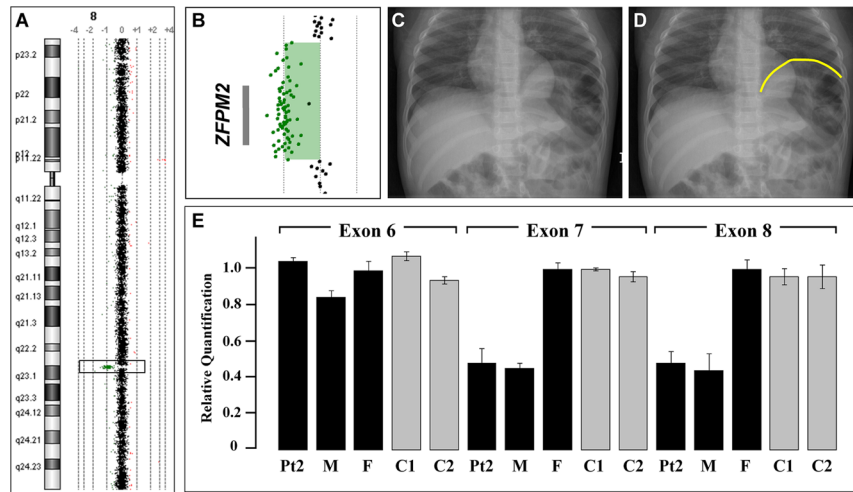 A
8
-4 -2 -1 0 +1 +2 +4
p23.2
p22
p21.2
p12
p11.22
q11.22
q12.1
q12.3
q13.2
q21.11
q21.13
q21.3
q22.2
q23.1
q23.3
q24.12
q24.21
q24.23
B
ZFPM2
C
D
E
Exon 6 Exon 7 Exon 8
Relative Quantification
1.0
0.8
0.6
0.4
0.2
0
Pt2 M F C1 C2 Pt2 M F C1 C2 Pt2 M F C1 C2